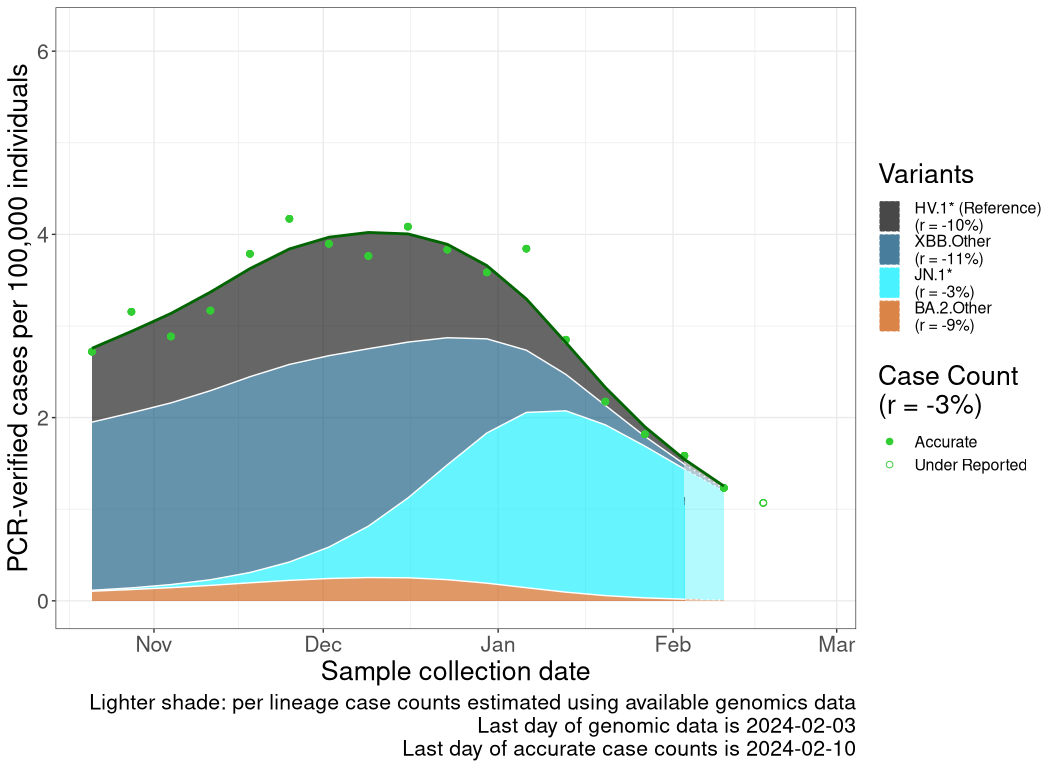 PCR-verified cases per 100,000 individuals
6
4
2
0
Nov Dec Jan Feb Mar
Sample collection date
Lighter shade: per lineage case counts estimated using available genomics data
Last day of genomic data is 2024-02-03
Last day of accurate case counts is 2024-02-10
Variants
HV.1* (Reference)
(r = -10%)
XBB.Other
(r = -11%)
JN.1*
(r = -3%)
BA.2.Other
(r = -9%)
Case Count
(r = -3%)
Accurate
Under Reported